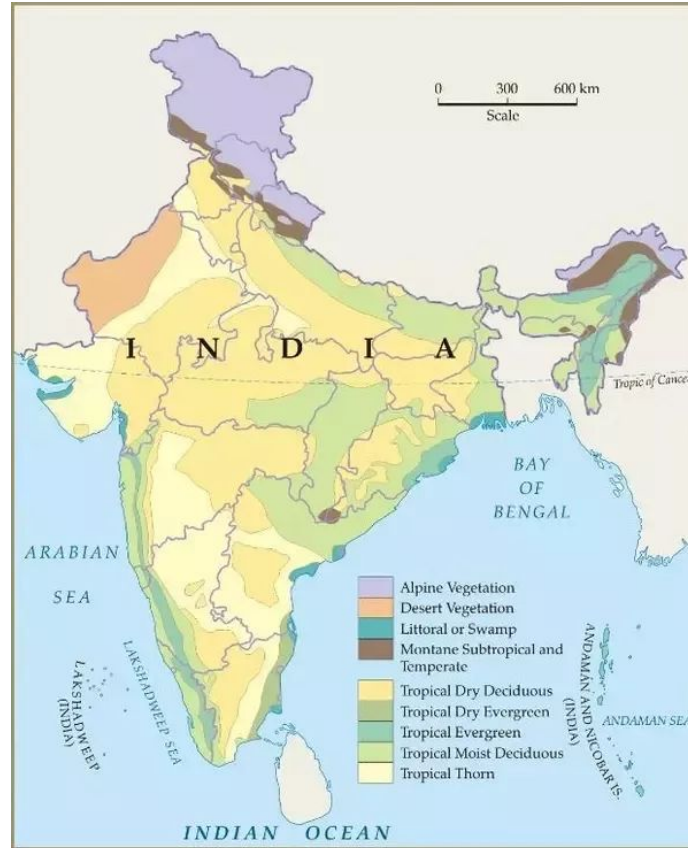 0 300 600 km
Scale
I N D I A
Tropic of Cancer
ARABIAN
SEA
BAY
OF
BENGAL
LAKSHADWEEP
(INDIA)
LAKSHADWEEP SEA
ANDAMAN AND NICOBAR IS.
(INDIA)
ANDAMAN SEA
INDIAN OCEAN
Alpine Vegetation
Desert Vegetation
Littoral or Swamp
Montane Subtropical and
Temperate
Tropical Dry Deciduous
Tropical Dry Evergreen
Tropical Evergreen
Tropical Moist Deciduous
Tropical Thorn